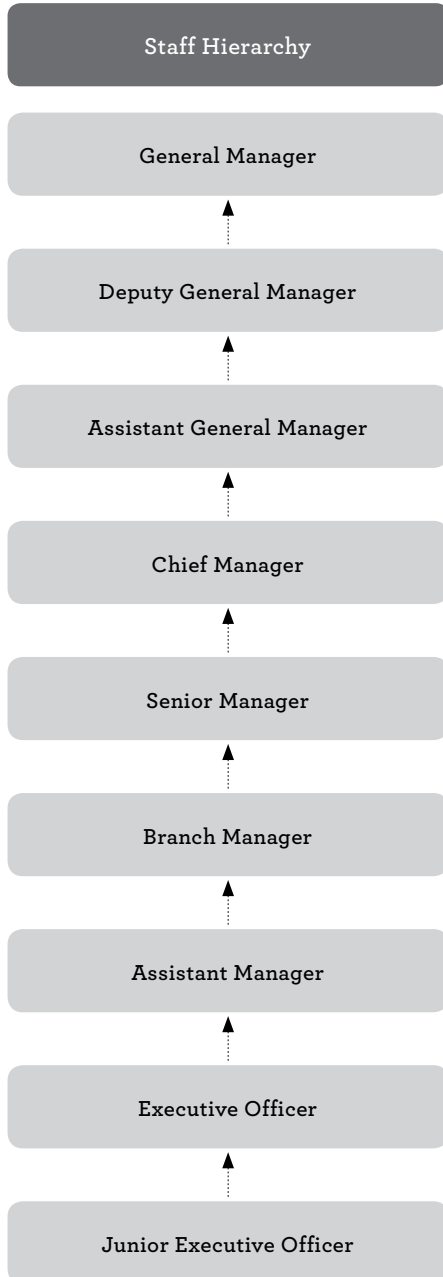 Staff Hierarchy
General Manager
Deputy General Manager
Assistant General Manager
Chief Manager
Senior Manager
Branch Manager
Assistant Manager
Executive Officer
Junior Executive Officer